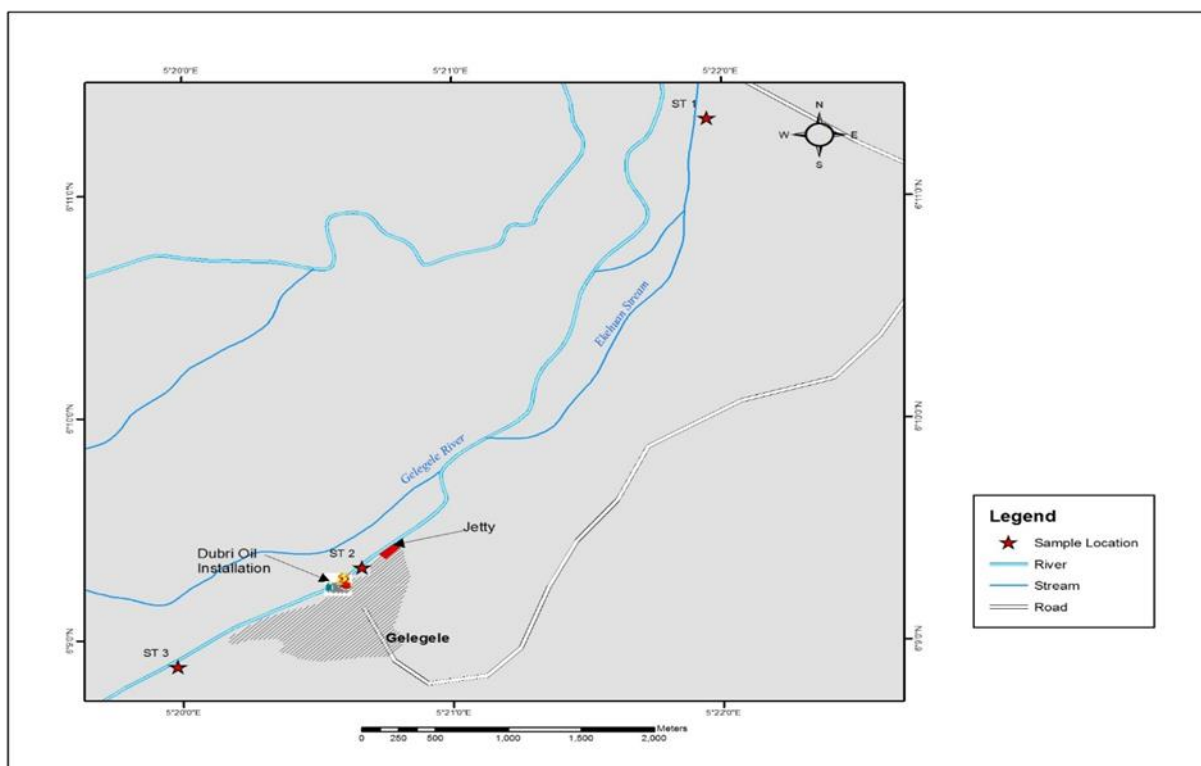 5°20'0"E 5°21'0"E 5°22'0"E
ST 1
N
W E
S
6°11'0"N 6°11'0"N
Ekehuan Stream
6°10'0"N 6°10'0"N
Gelegele River
Jetty
ST 2
Dubri Oil
Installation
Gelegele
6°9'0"N 6°9'0"N
ST 3
5°20'0"E 5°21'0"E 5°22'0"E
Meters
0 250 500 1,000 1,500 2,000
Legend
Sample Location
River
Stream
Road